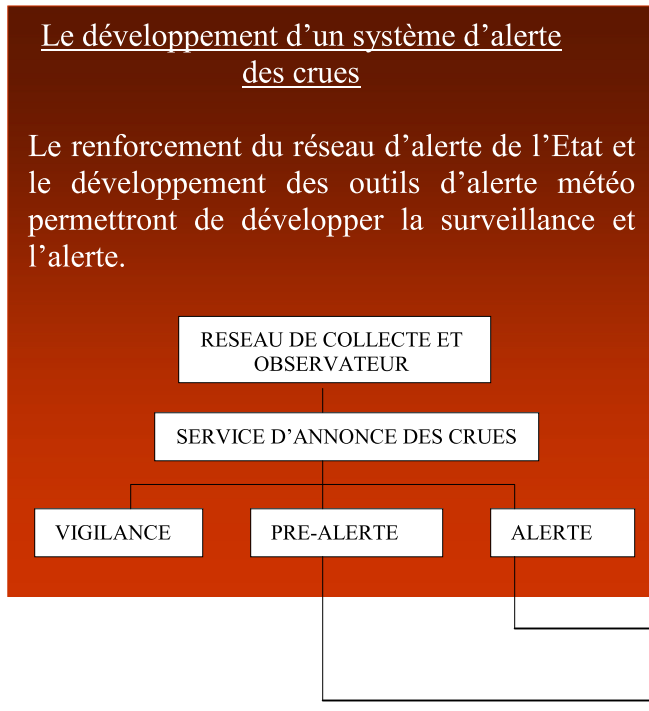 Le développement d’un système d’alerte
des crues
Le renforcement du réseau d’alerte de l’Etat et
le développement des outils d’alerte météo
permettront de développer la surveillance et
l’alerte.
RESEAU DE COLLECTE ET
OBSERVATEUR
SERVICE D’ANNONCE DES CRUES
VIGILANCE
PRE-ALERTE
ALERTE